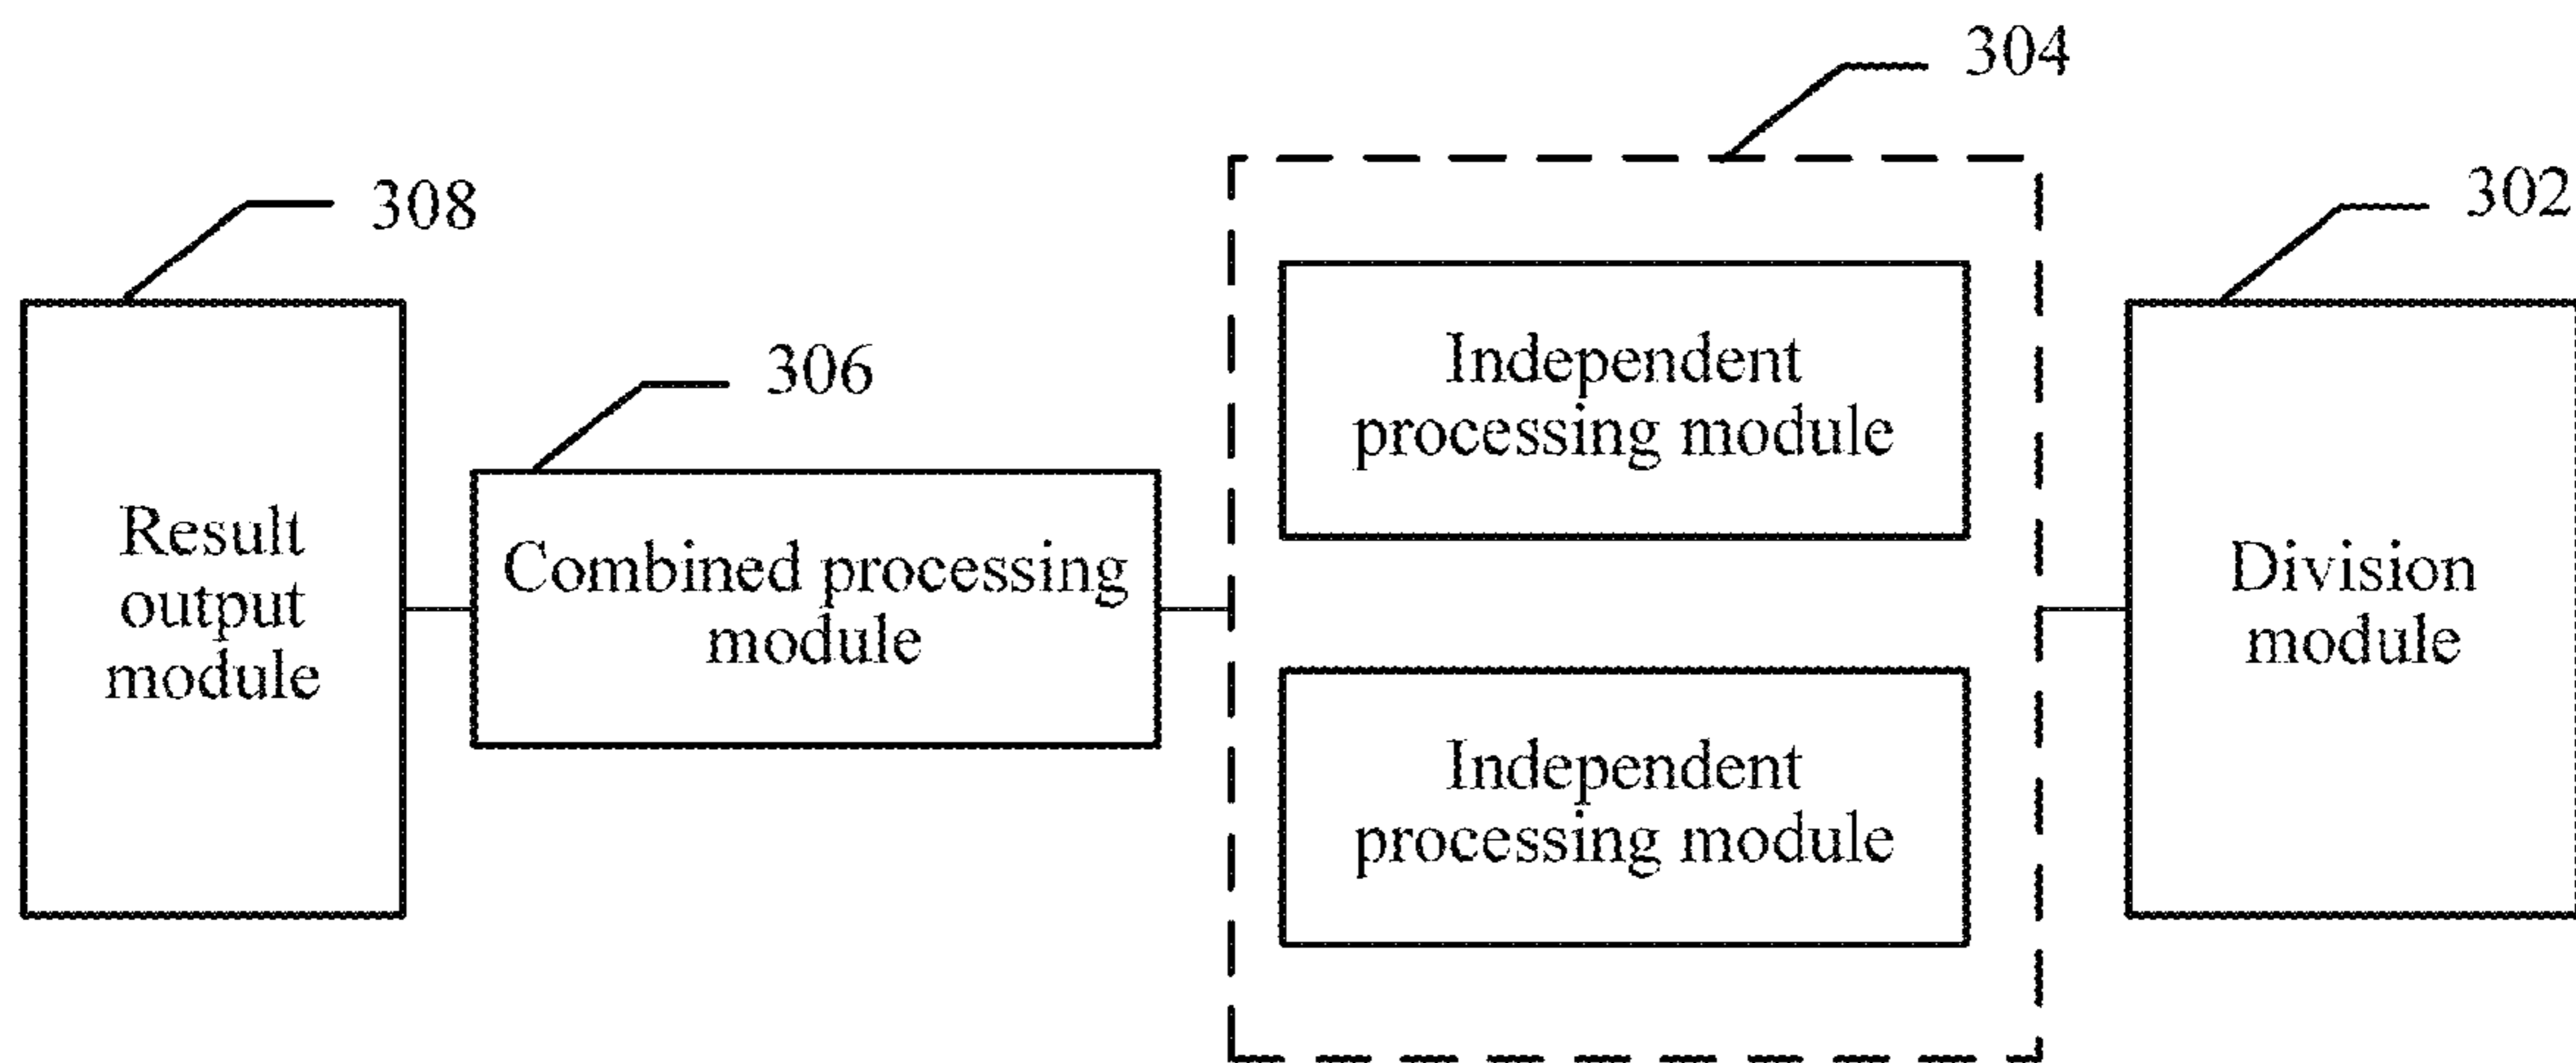 304
308
302
306
Independent
processing module
Result
output
module
Combined processing
module
Division
module
Independent
processing module